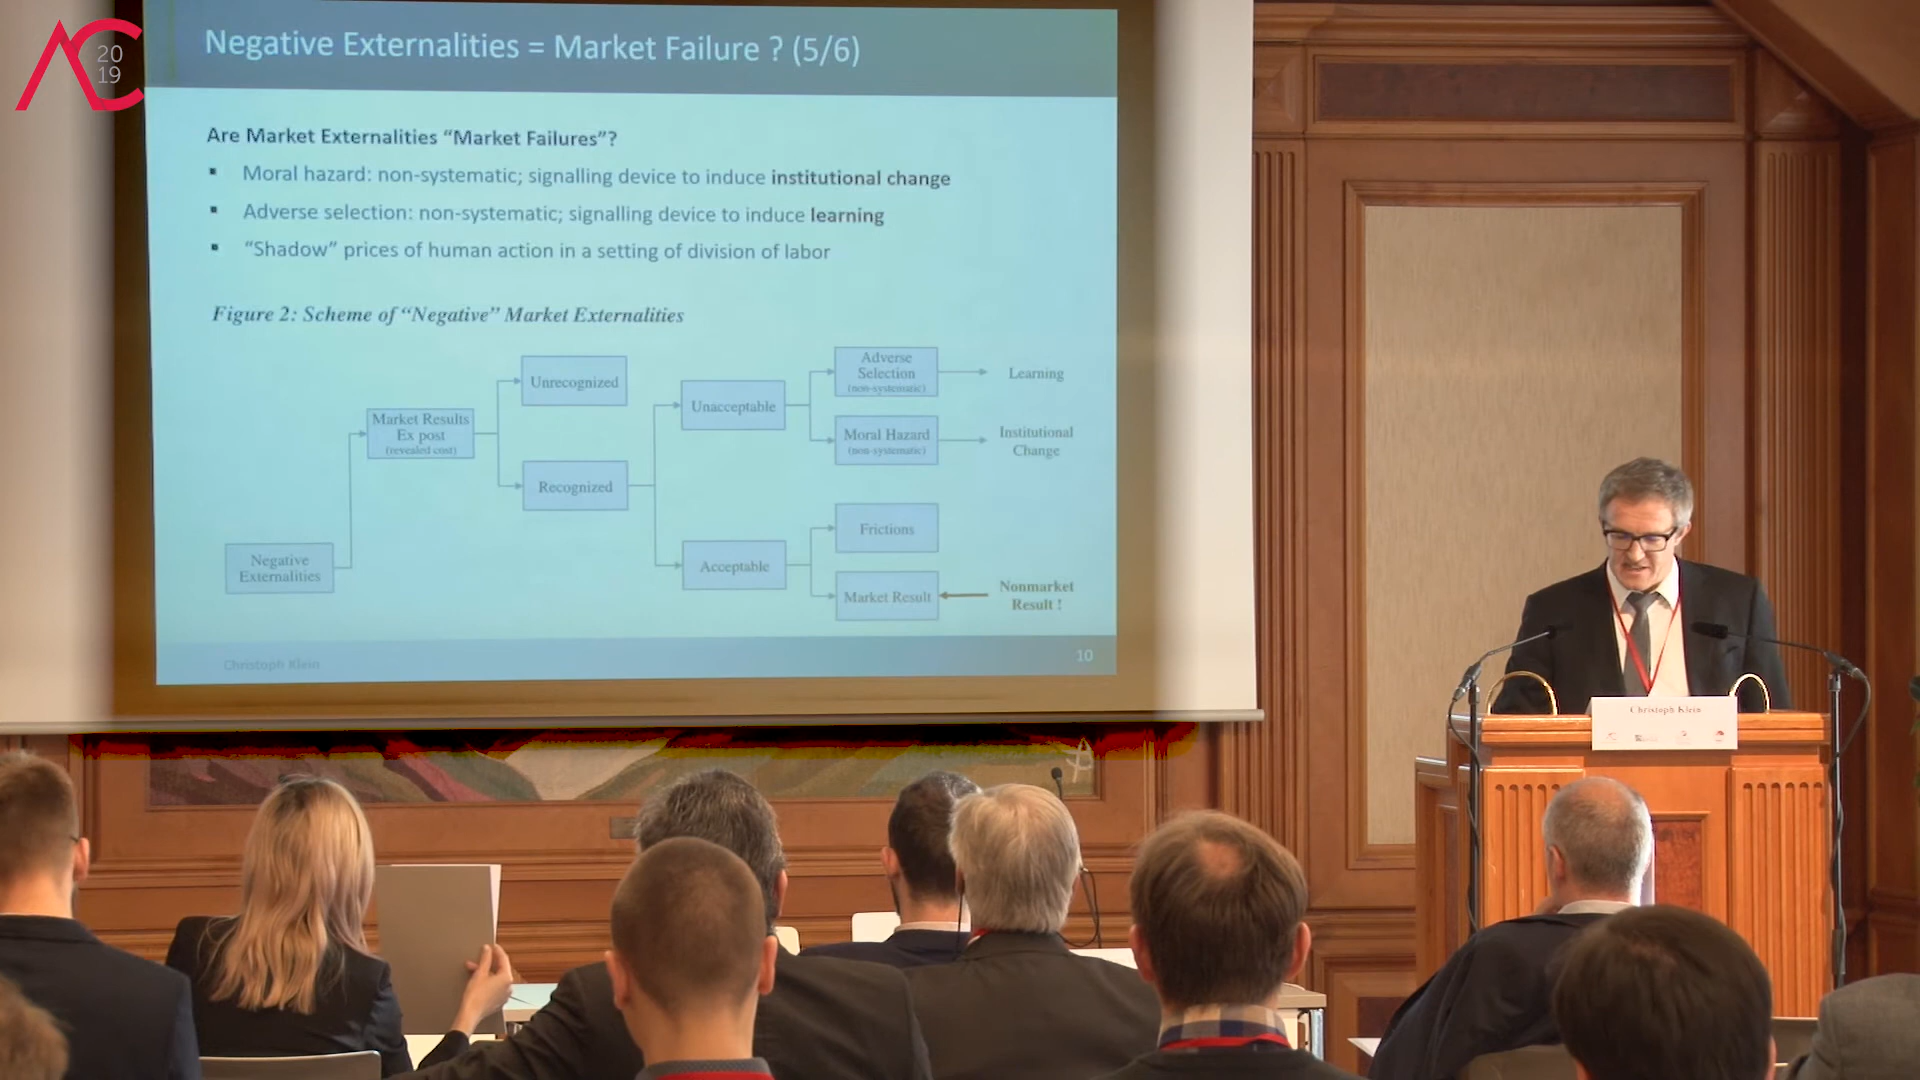 20
19
Negative Externalities = Market Failure ? (5/6)
Are Market Externalities “Market Failures”?
▪ Moral hazard: non-systematic; signalling device to induce institutional change
▪ Adverse selection: non-systematic; signalling device to induce learning
▪ “Shadow” prices of human action in a setting of division of labor
Figure 2: Scheme of “Negative” Market Externalities
Negative
Externalities
Market Results
Ex post
(revealed cost)
Unrecognized
Recognized
Unacceptable
Acceptable
Adverse
Selection
(non-systematic)
Learning
Moral Hazard
(non-systematic)
Institutional
Change
Frictions
Market Result
Nonmarket
Result !
Christoph Klein
10
Christoph Klein